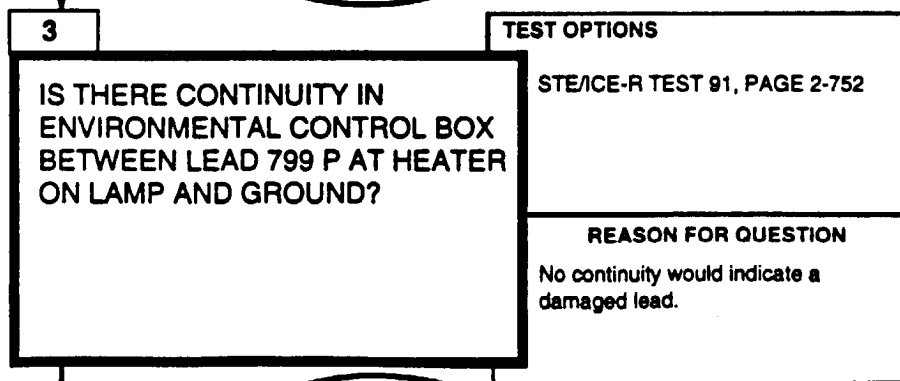 3
IS THERE CONTINUITY IN
ENVIRONMENTAL CONTROL BOX
BETWEEN LEAD 799 P AT HEATER
ON LAMP AND GROUND?
TEST OPTIONS
STE/ICE-R TEST 91, PAGE 2-752
REASON FOR QUESTION
No continuity would indicate a
damaged lead.